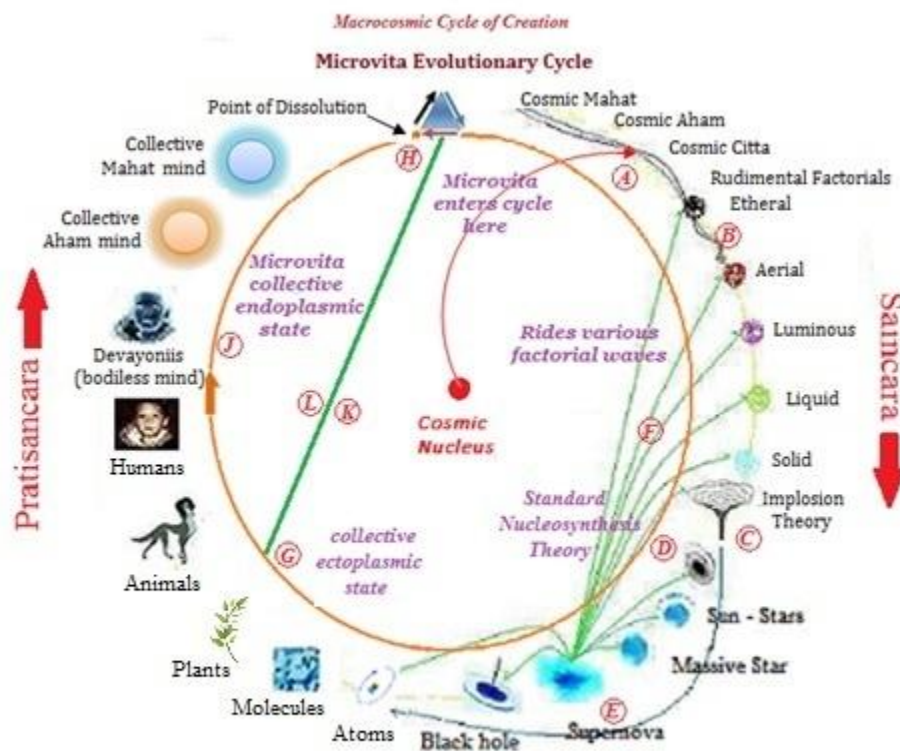 Macrocosmic Cycle of Creation
Microvita Evolutionary Cycle
Point of Dissolution
Cosmic Mahat
Cosmic Aham
Cosmic Citta
Collective
Mahat mind
H
A
Microvita
enters cycle
here
Rudimental Factorials
Etheral
B
Collective
Aham mind
Aerial
Microvita
collective
endoplasmic
state
Pratisancara
Saincara
Rides various
factorial waves
Luminous
J
Devayoniis
(bodiless mind)
L
K
Cosmic
Nucleus
F
Liquid
Humans
Solid
Implosion
Theory
Standard
Nucleosynthesis
Theory
C
D
G
collective
ectoplasmic
state
Animals
Sun - Stars
Plants
Massive Star
Molecules
E
Atoms
Black hole
Supernova